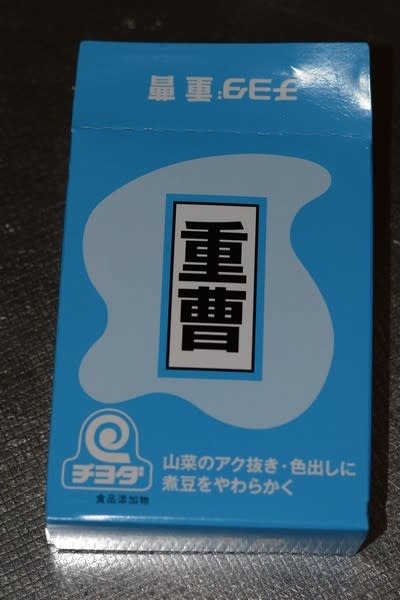 チヨダ 重曹
重曹
チヨダ
食品添加物
山菜のアク抜き・色出しに
煮豆をやわらかく